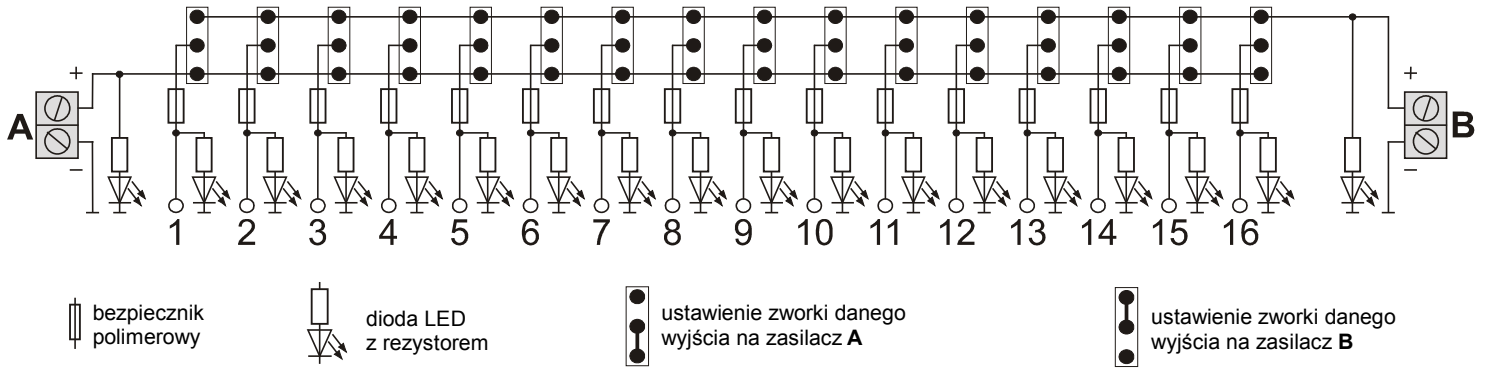 +
A
–
+
B
–
1 2 3 4 5 6 7 8 9 10 11 12 13 14 15 16
bezpiecznik
polimerowy
dioda LED
z rezystorem
ustawienie zworki danego
wyjścia na zasilacz A
ustawienie zworki danego
wyjścia na zasilacz B